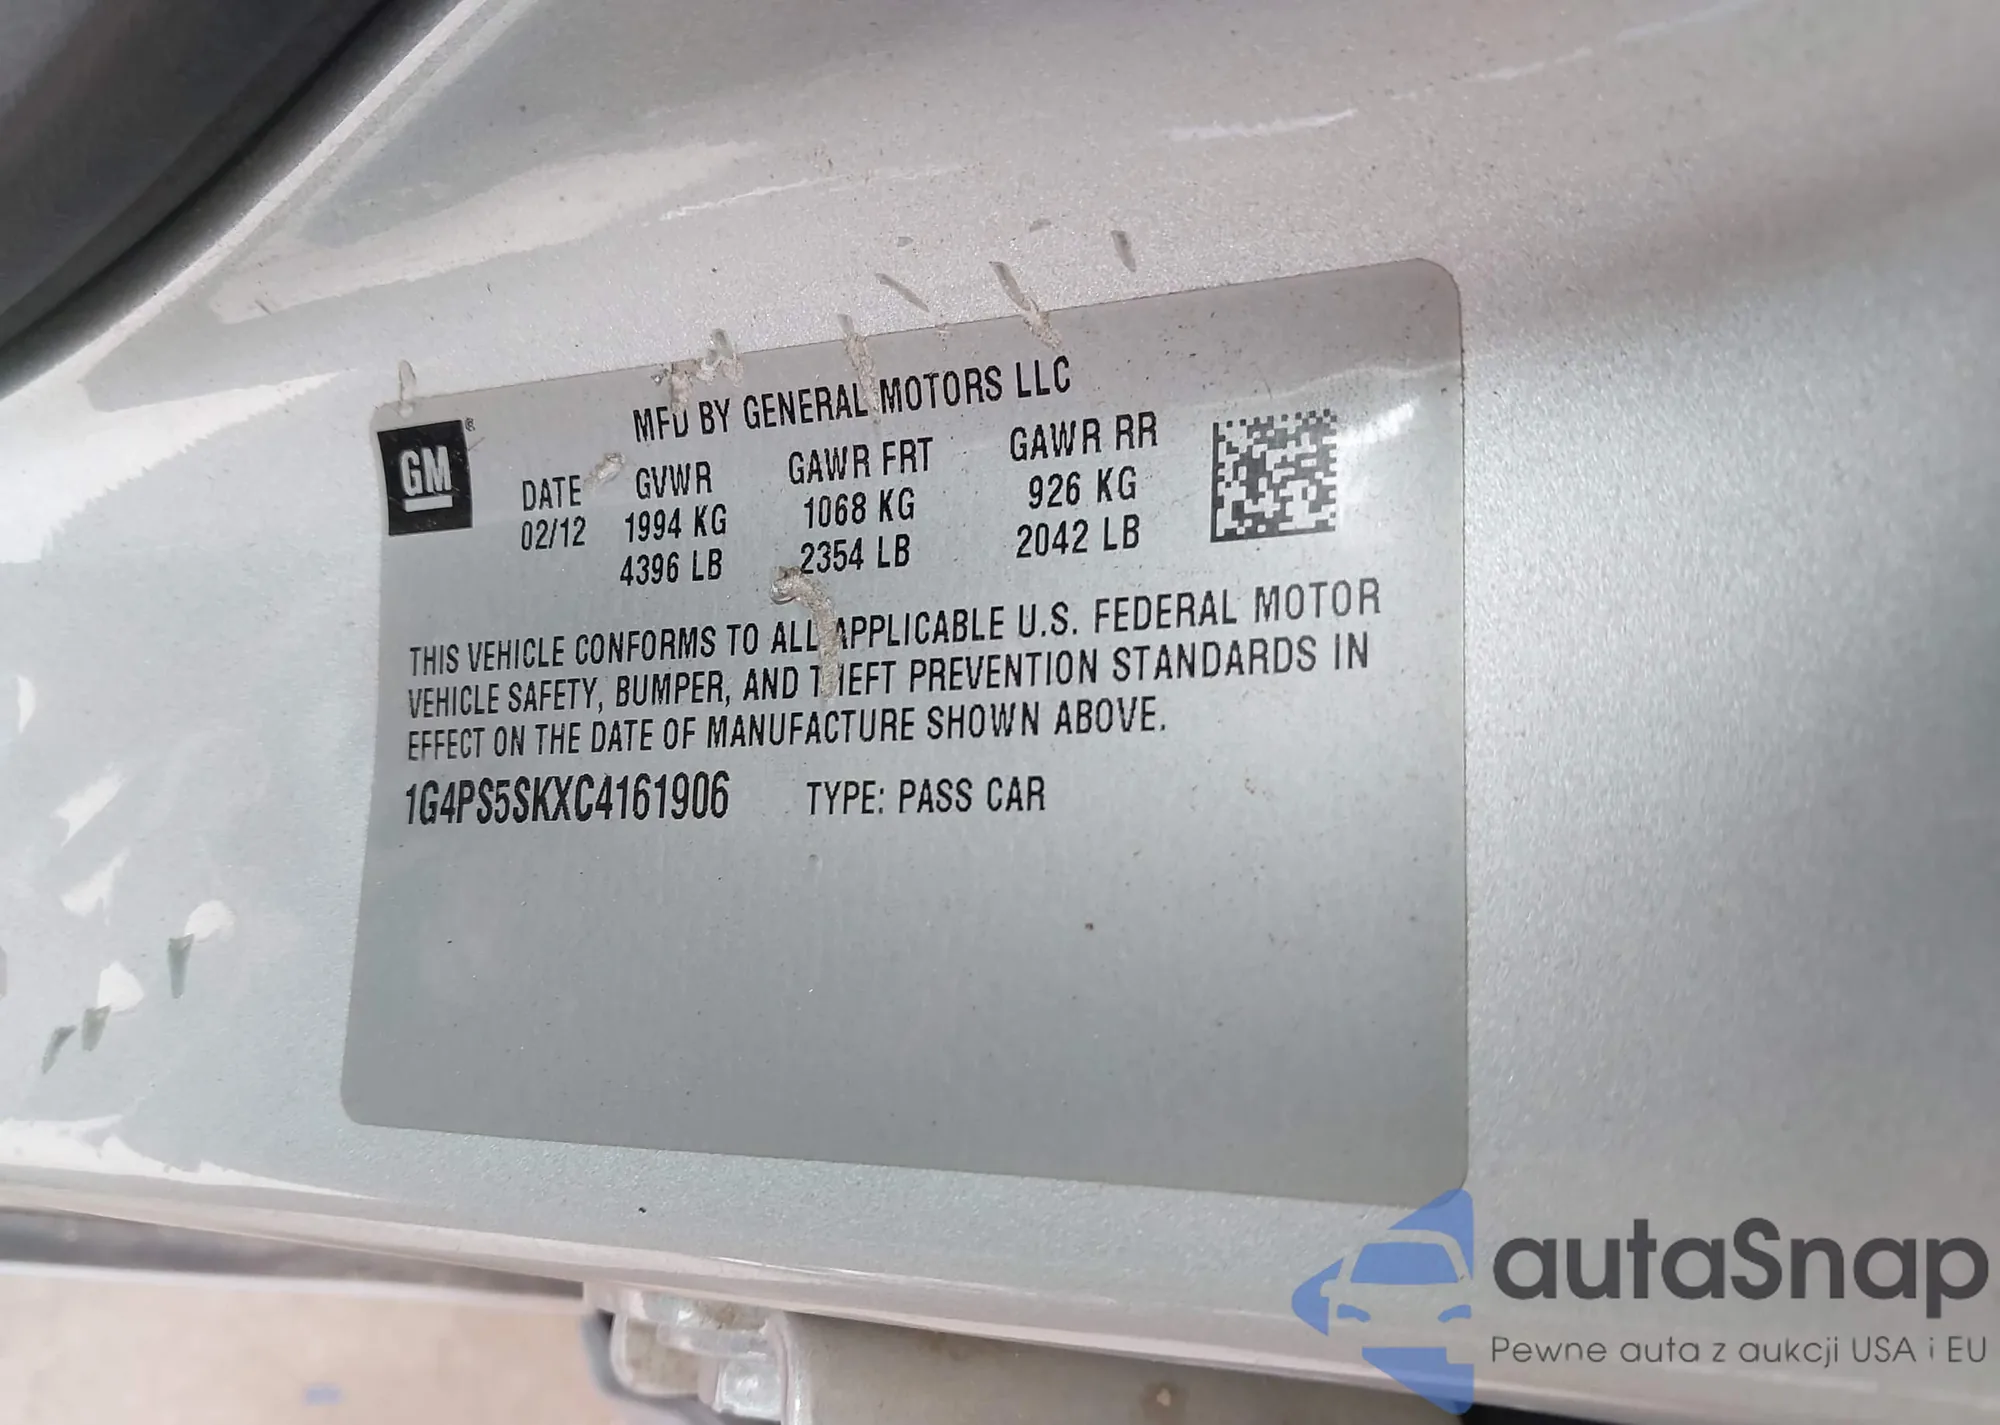 MFD BY GENERAL MOTORS LLC
GM ®
DATE GVWR GAWR FRT GAWR RR
02/12 1994 KG 1068 KG 926 KG
4396 LB 2354 LB 2042 LB
THIS VEHICLE CONFORMS TO ALL APPLICABLE U.S. FEDERAL MOTOR
VEHICLE SAFETY, BUMPER, AND THEFT PREVENTION STANDARDS IN
EFFECT ON THE DATE OF MANUFACTURE SHOWN ABOVE.
1G4PS5SKXC4161906 TYPE: PASS CAR
autaSnap
Pewne auta z aukcji USA i EU